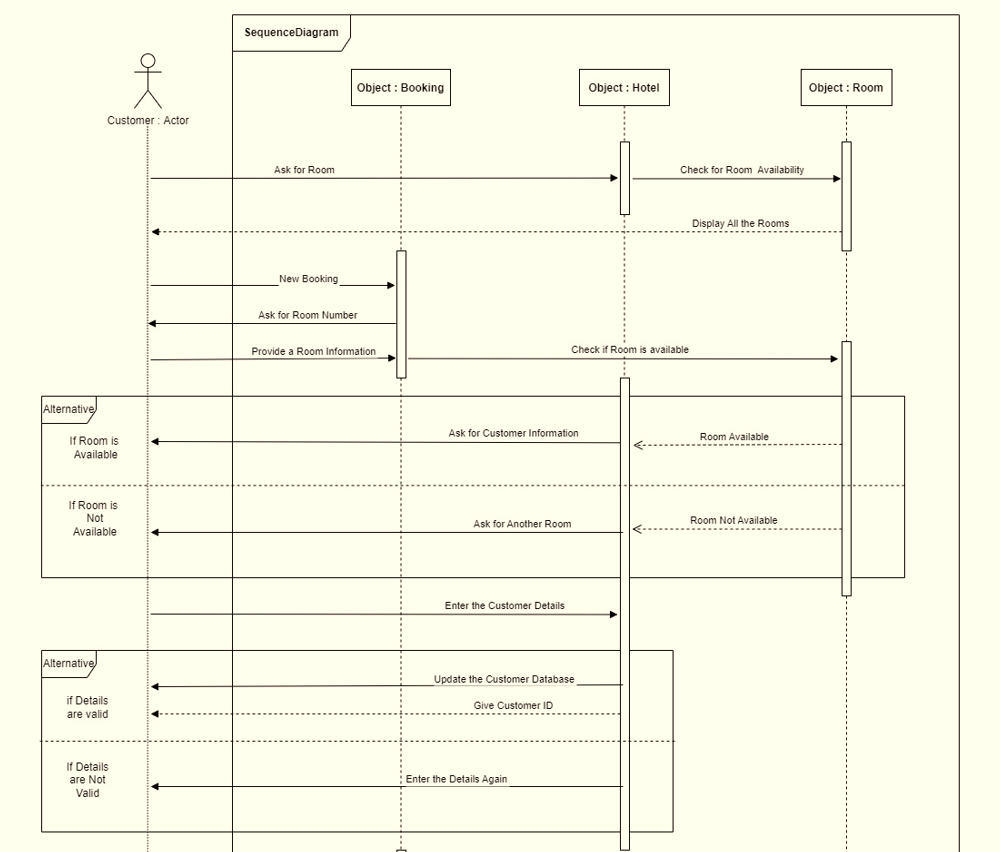 SequenceDiagram
Object : Booking
Object : Hotel
Object : Room
Customer : Actor
Ask for Room
Check for Room  Availability
Display All the Rooms
New Booking
Ask for Room Number
Provide a Room Information
Check if Room is available
Alternative
If Room is
Available
Ask for Customer Information
Room Available
If Room is
Not
Available
Ask for Another Room
Room Not Available
Enter the Customer Details
Alternative
Update the Customer Database
if Details
are valid
Give Customer ID
If Details
are Not
Valid
Enter the Details Again